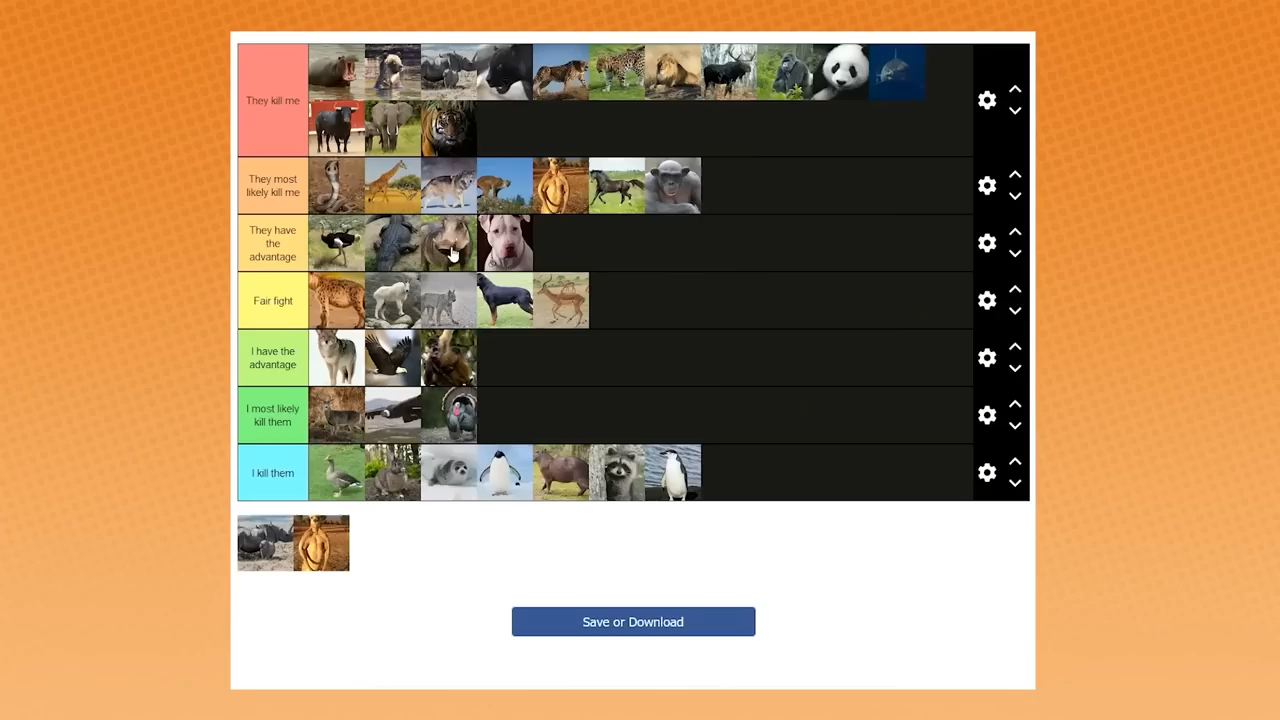 They kill me
They most
likely kill me
They have
the
advantage
Fair fight
I have the
advantage
I most likely
kill them
I kill them
Save or Download